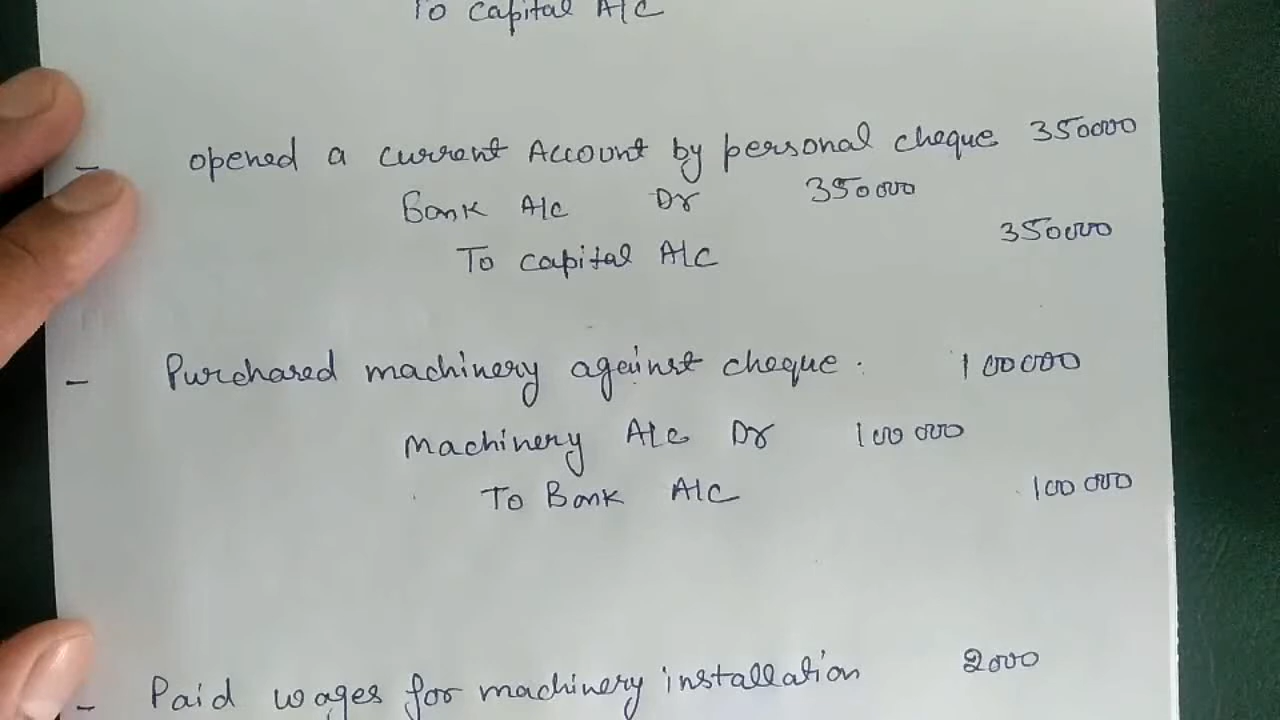 To Capital A/C
- opened a current Account by personal cheque 350000
Bank A/C Dr 350000
To capital A/C 350000
- Purchased machinery against cheque. 100000
Machinery A/C Dr 100000
To Bank A/C 100000
- Paid wages for machinery installation 2000